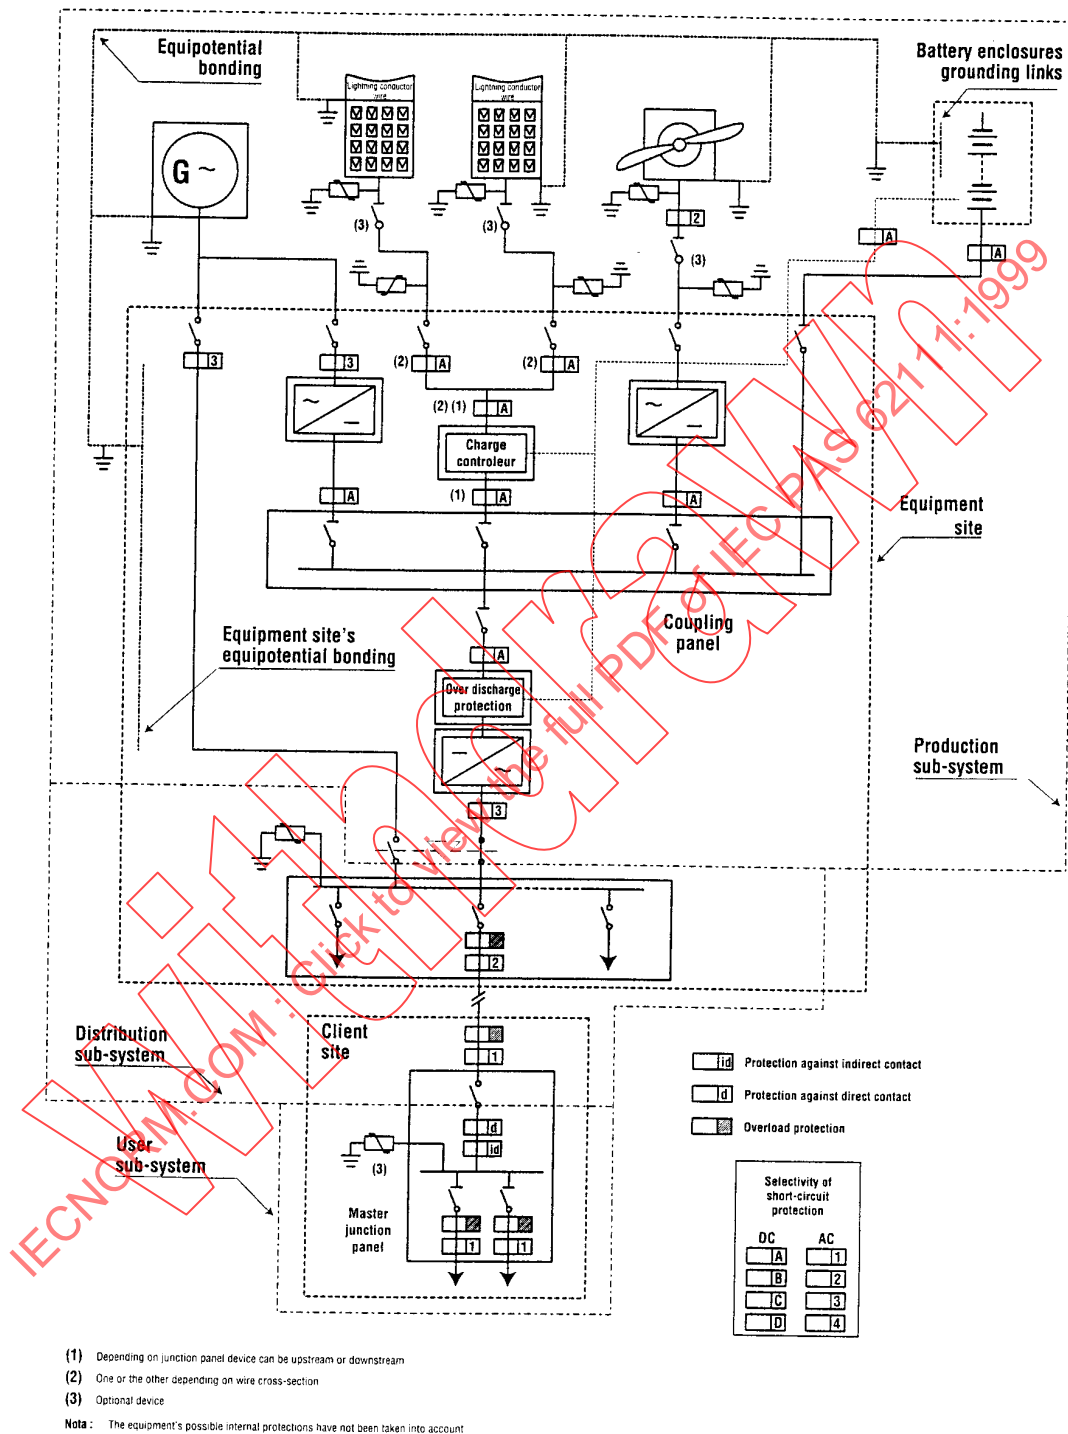 Equipotential
bonding
Battery enclosures
grounding links
Lightning conductor
wire
Lightning conductor
wire
G ~
(3)
(3)
2
(3)
A
A
3
3
(2) A
(2) A
~
—
(2) (1) A
Charge
controleur
~
—
A
(1) A
A
Equipment
site
Coupling
panel
Equipment site's
equipotential bonding
A
Over discharge
protection
—
~
Production
sub-system
3
2
Distribution
sub-system
Client
site
1
User
sub-system
d
id
(3)
Master
junction
panel
1
1
id Protection against indirect contact
d Protection against direct contact
Overload protection
Selectivity of
short-circuit
protection
DC AC
A 1
B 2
C 3
D 4
(1) Depending on junction panel device can be upstream or downstream
(2) One or the other depending on wire cross-section
(3) Optional device
Nota : The equipment's possible internal protections have not been taken into account
Withdrawn
IECNORM.COM : Click to view the full PDF of IEC PAS 62111:1999